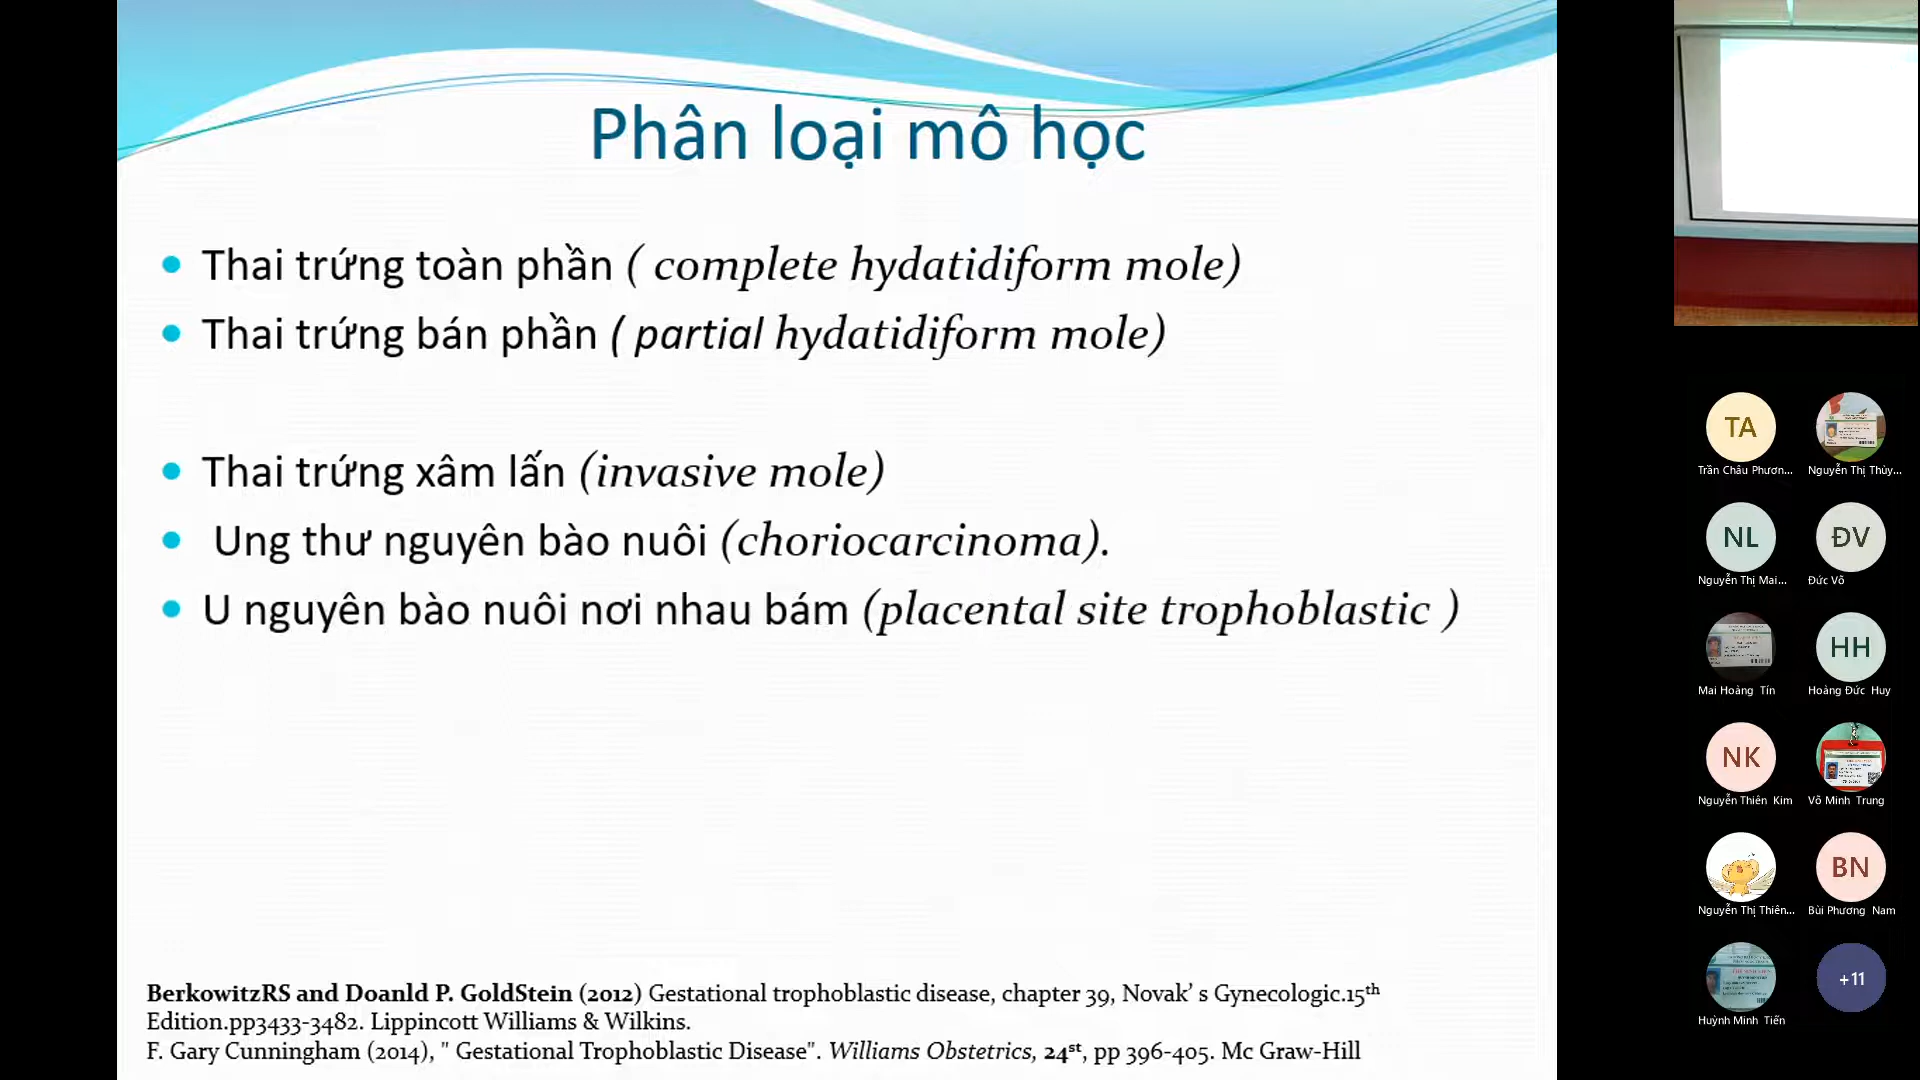 Phân loại mô học
Thai trứng toàn phần ( complete hydatidiform mole)
Thai trứng bán phần ( partial hydatidiform mole)
Thai trứng xâm lấn (invasive mole)
Ung thư nguyên bào nuôi (choriocarcinoma).
U nguyên bào nuôi nơi nhau bám (placental site trophoblastic )
BerkowitzRS and Doanld P. GoldStein (2012) Gestational trophoblastic disease, chapter 39, Novak’ s Gynecologic.15th
Edition.pp3433-3482. Lippincott Williams & Wilkins.
F. Gary Cunningham (2014), " Gestational Trophoblastic Disease". Williams Obstetrics, 24st, pp 396-405. Mc Graw-Hill
TA
Trần Châu Phươn... Nguyễn Thị Thùy...
NL ĐV
Nguyễn Thị Mai... Đức Võ
HH
Mai Hoàng Tín Hoàng Đức Huy
NK
Nguyễn Thiên Kim Võ Minh Trung
BN
Nguyễn Thị Thiên... Bùi Phương Nam
+11
Huỳnh Minh Tiến